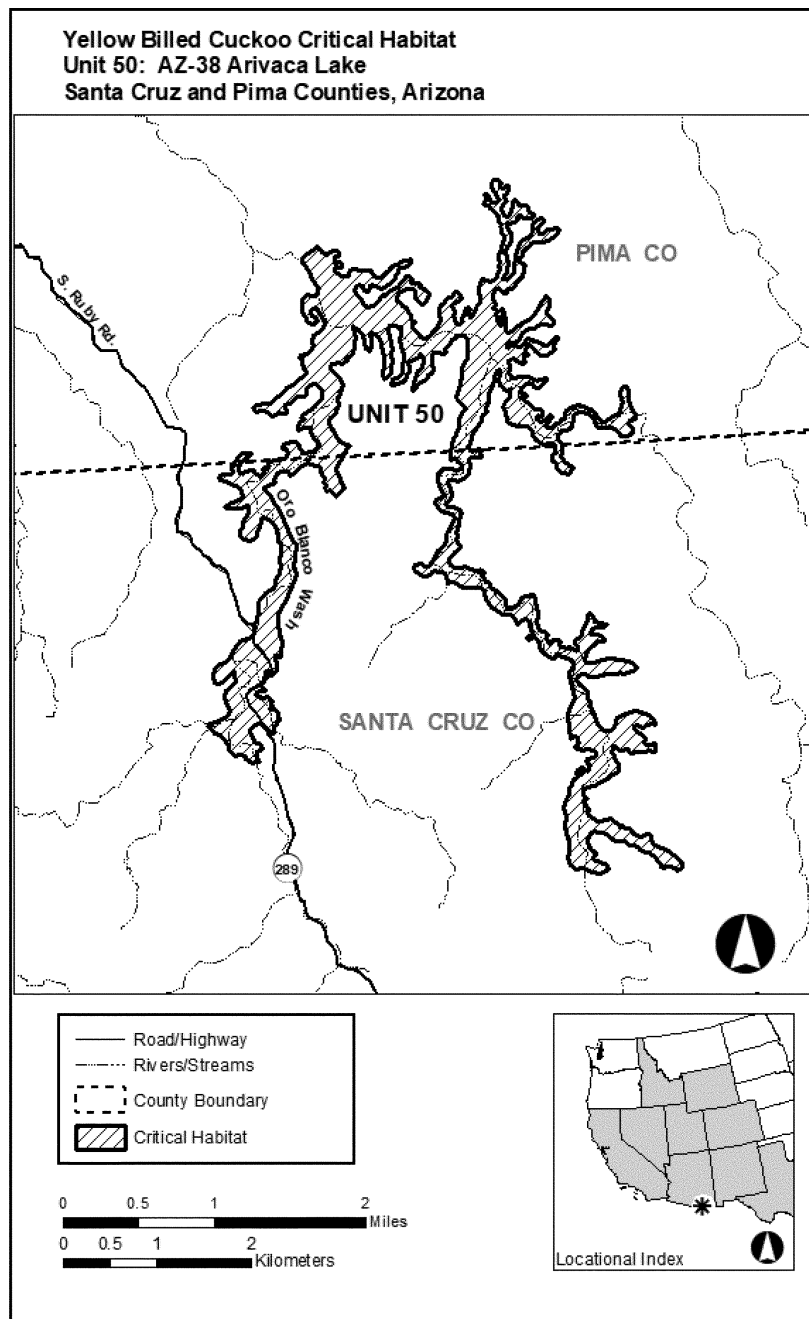 Yellow Billed Cuckoo Critical Habitat
Unit 50: AZ-38 Arivaca Lake
Santa Cruz and Pima Counties, Arizona
PIMA CO
S. Ruby Rd.
UNIT 50
Oro Blanco Wash
SANTA CRUZ CO
289
Road/Highway
Rivers/Streams
County Boundary
Critical Habitat
0 0.5 1 2
Miles
0 0.5 1 2
Kilometers
Locational Index